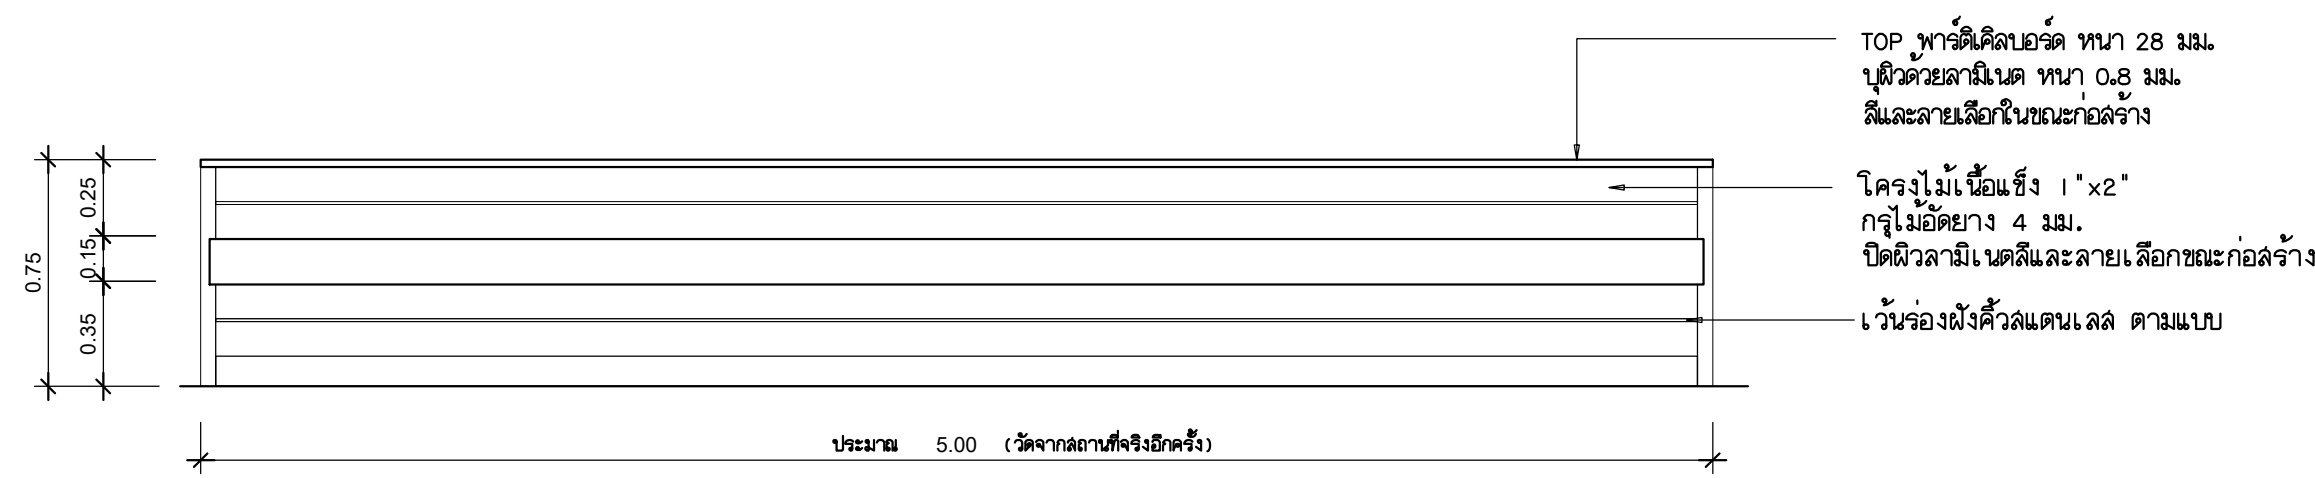 TOP พาร์ติเคิลบอร์ด หนา 28 มม.
บุผิวด้วยลามิเนต หนา 0.8 มม.
สีและลายเลือกในขณะก่อสร้าง
โครงไม้เนื้อแข็ง 1"x2"
กรุไม้อัดยาง 4 มม.
ปิดผิวลามิเนตสีและลายเลือกขณะก่อสร้าง
เว้นร่องฝังคิ้วสแตนเลส ตามแบบ
0.75
0.25
0.15
0.35
ประมาณ 5.00 (วัดจากสถานที่จริงอีกครั้ง)